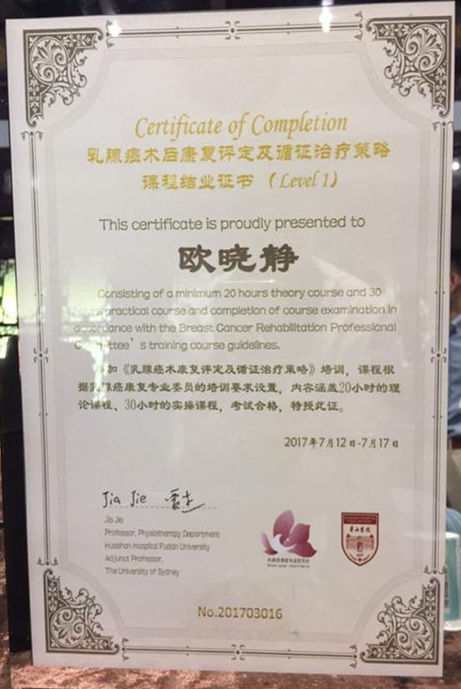 Certificate of Completion
乳腺癌术后康复评定及循证治疗策略
课程结业证书 （Level 1）
This certificate is proudly presented to
欧晓静
Consisting of a minimum 20 hours theory course and 30
hours practical course and completion of course examination in
accordance with the Breast Cancer Rehabilitation Professional
C ttee's training course guidelines.
加《乳腺癌术康复评定及循证治疗策略》培训，课程根
据乳腺癌康复专业委员的培训要求设置，内容涵盖20小时的理
论课程、30小时的实操课程，考试合格，特授此证。
2017年7月12日-7月17日
Jia Jie
Jia Jie
Professor, Physiotherapy Department
Huashan Hospital Fudan University
Adjunct Professor,
The University of Sydney
No.201703016